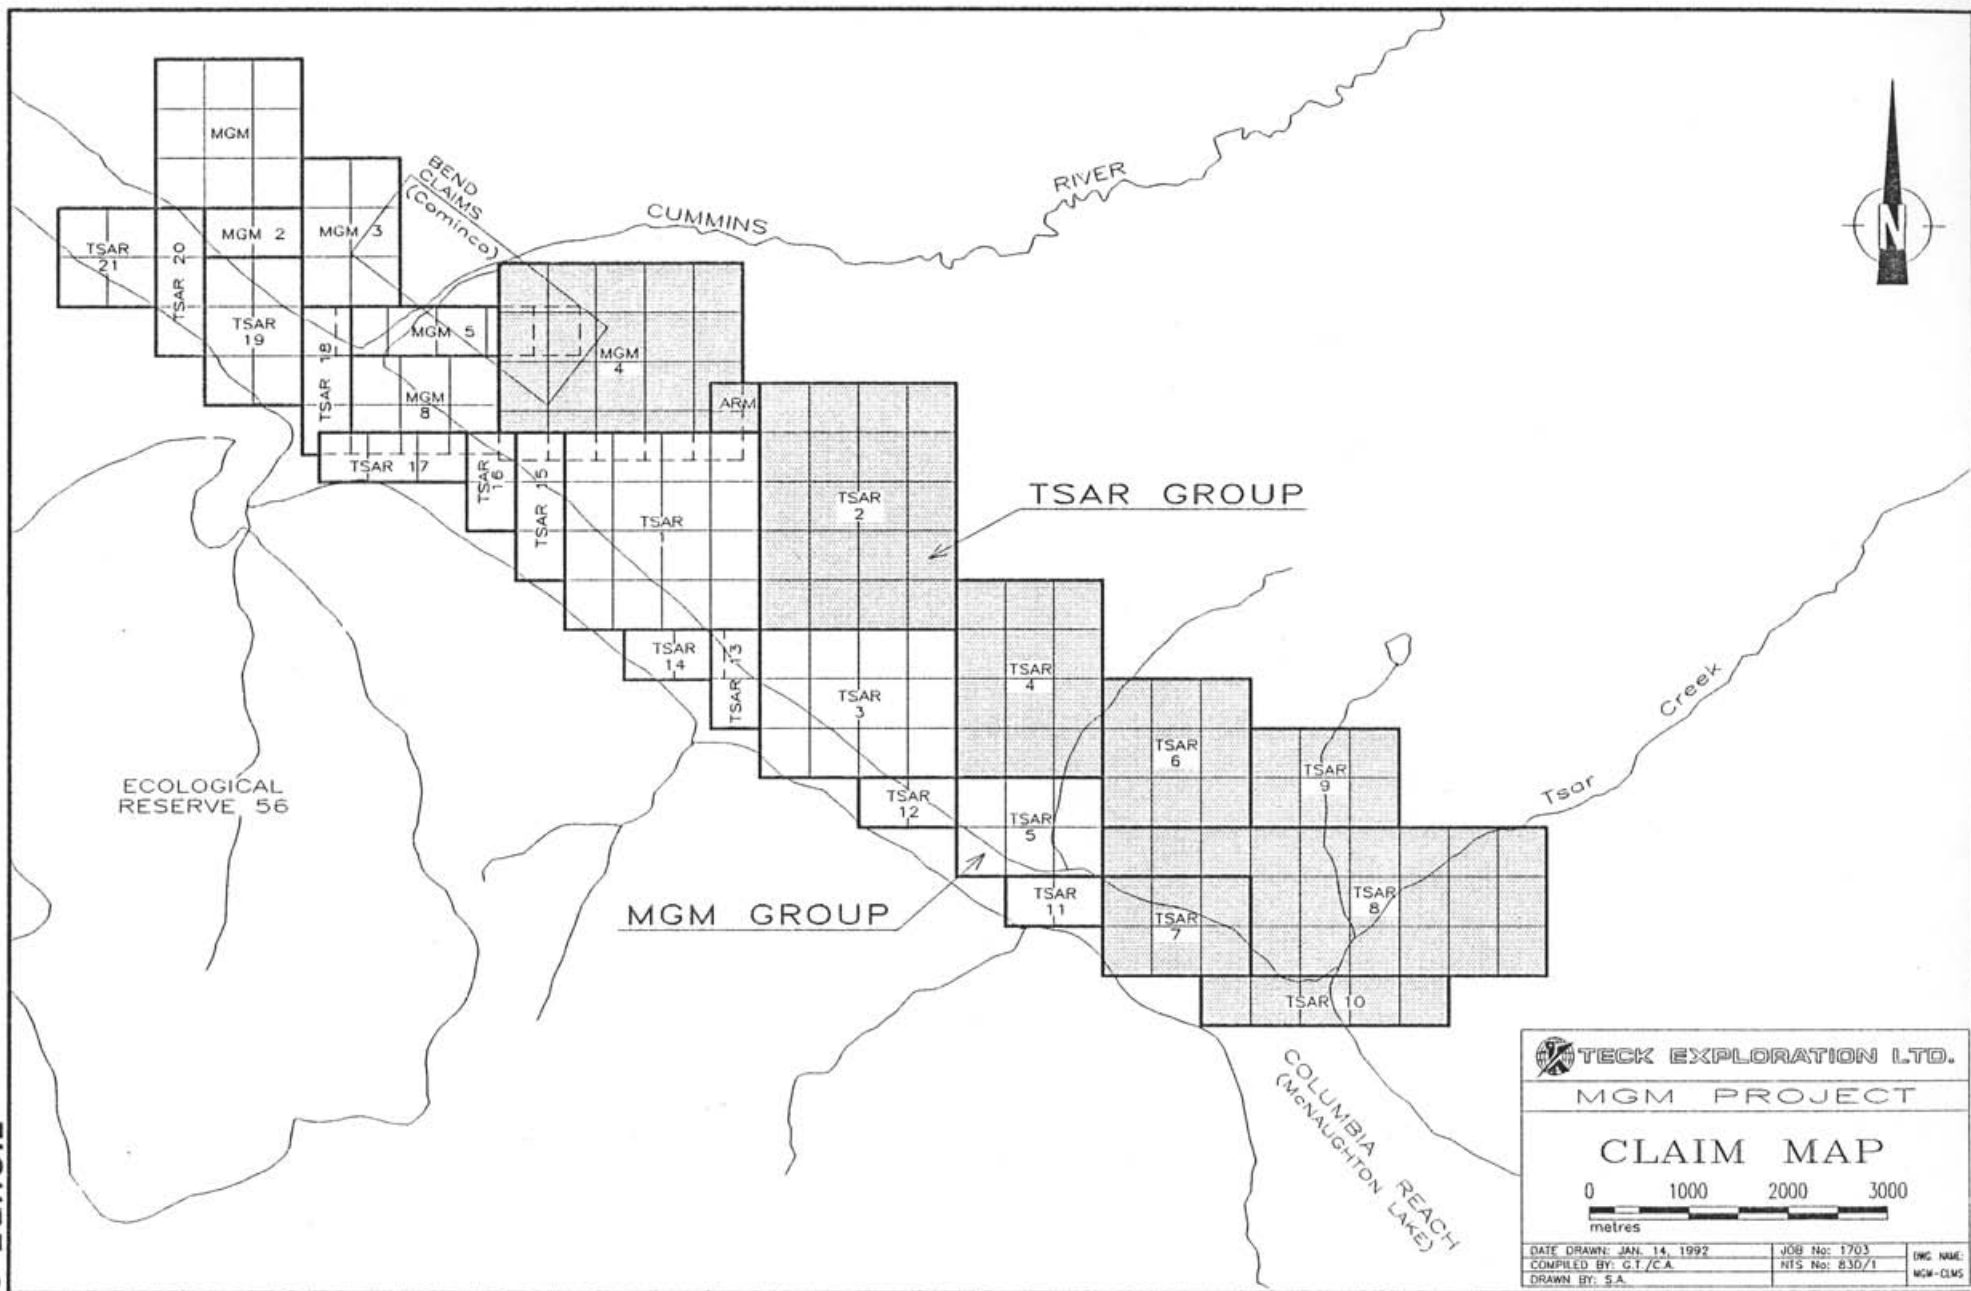 MGM
BEND
CLAIMS
(Cominco)
CUMMINS
RIVER
N
TSAR
21
TSAR 20
MGM 2
MGM 3
TSAR
19
TSAR 18
MGM 5
MGM
8
MGM
4
ARM
TSAR 17
TSAR
16
TSAR 15
TSAR
1
TSAR
2
TSAR GROUP
TSAR
14
TSAR 13
TSAR
3
TSAR
4
TSAR
6
TSAR
9
Tsar Creek
ECOLOGICAL
RESERVE 56
TSAR
12
TSAR
5
MGM GROUP
TSAR
11
TSAR
7
TSAR
8
TSAR 10
COLUMBIA REACH
(McNAUGHTON LAKE)
TECK EXPLORATION LTD.
MGM PROJECT
CLAIM MAP
0 1000 2000 3000
metres
DATE DRAWN: JAN. 14, 1992
JOB No: 1703
COMPILED BY: G.T./C.A.
NTS No: 83D/1
DRAWN BY: S.A.
DWG NAME:
MGM-CLMS